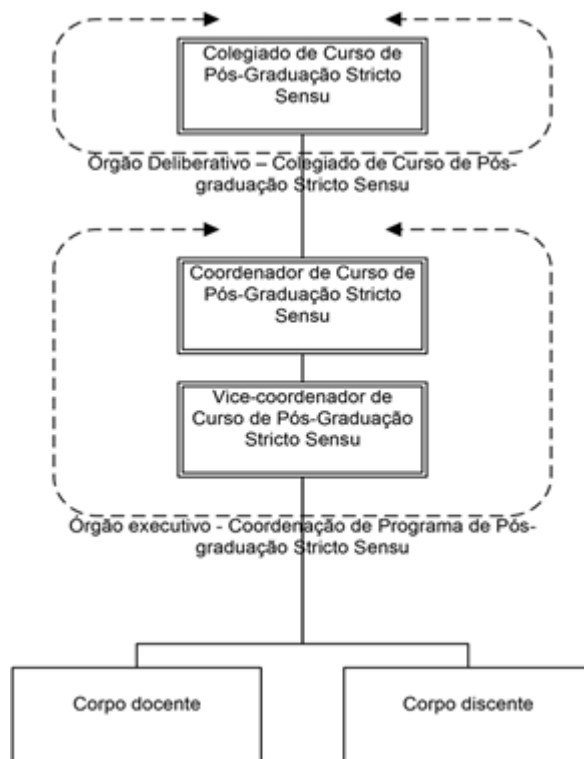 Colegiado de Curso de
Pós-Graduação Stricto
Sensu
Órgão Deliberativo – Colegiado de Curso de Pós-
graduação Stricto Sensu
Coordenador de Curso de
Pós-Graduação Stricto
Sensu
Vice-coordenador de
Curso de Pós-Graduação
Stricto Sensu
Órgão executivo - Coordenação de Programa de Pós-
graduação Stricto Sensu
Corpo docente
Corpo discente